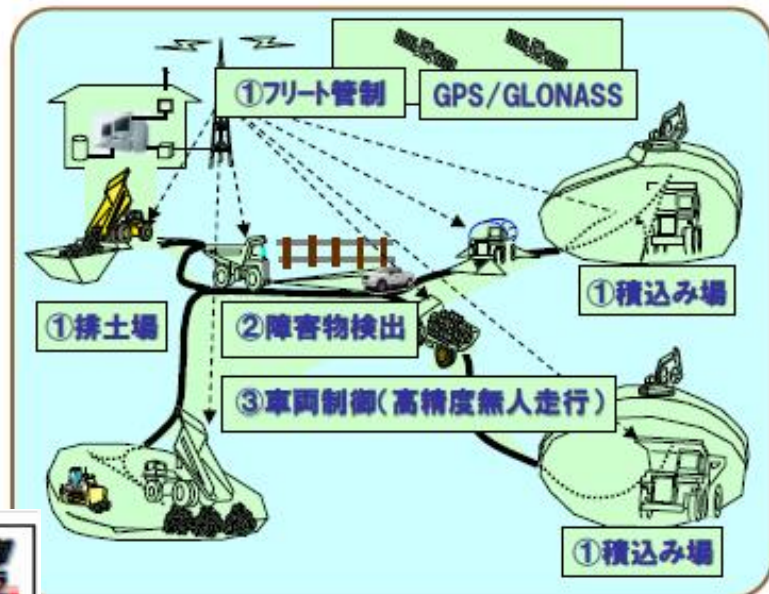 ①フリート管制
GPS/GLONASS
①積込み場
①排土場
②障害物検出
③車両制御(高精度無人走行)
①積込み場